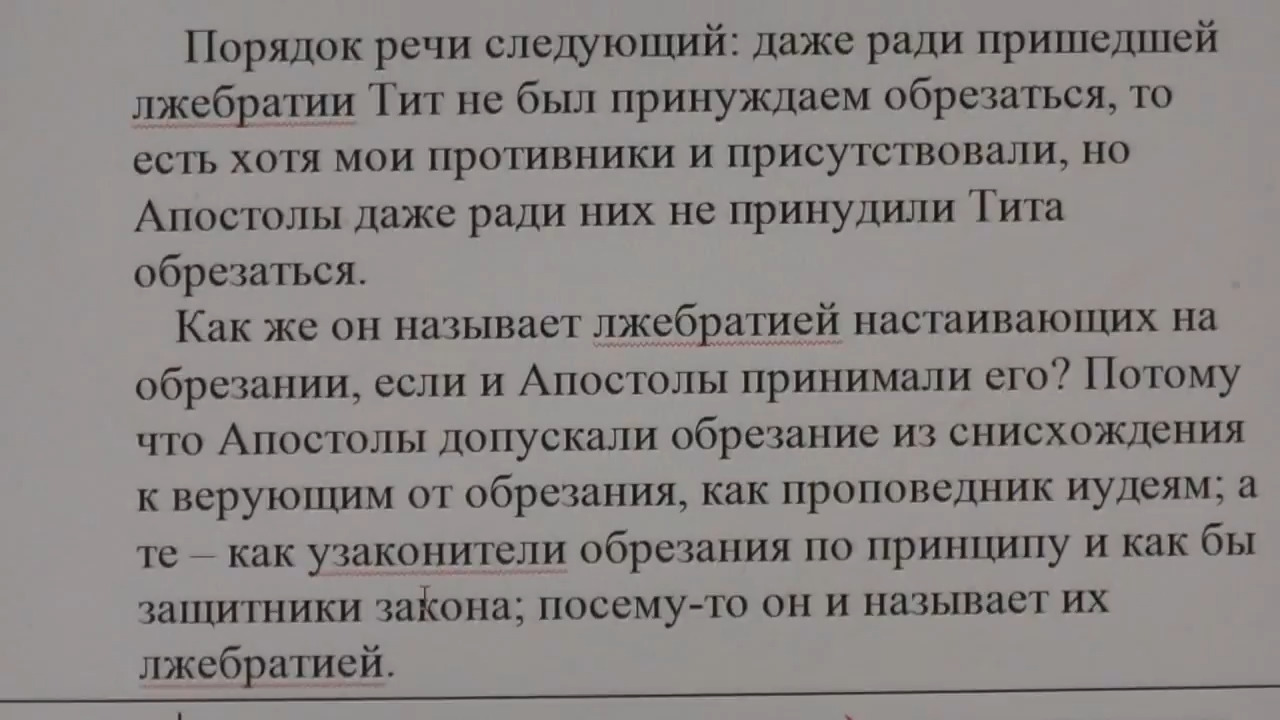 Порядок речи следующий: даже ради пришедшей
лжебратии Тит не был принуждаем обрезаться, то
есть хотя мои противники и присутствовали, но
Апостолы даже ради них не принудили Тита
обрезаться.
Как же он называет лжебратией настаивающих на
обрезании, если и Апостолы принимали его? Потому
что Апостолы допускали обрезание из снисхождения
к верующим от обрезания, как проповедник иудеям; а
те – как узаконители обрезания по принципу и как бы
защитники закона; посему-то он и называет их
лжебратией.